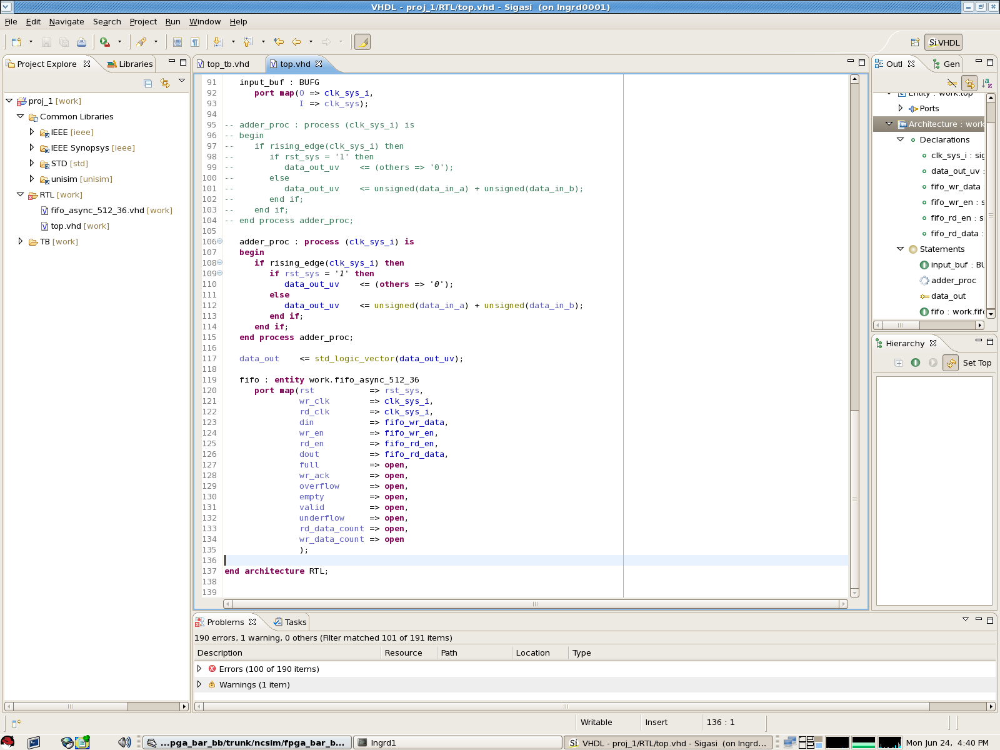 VHDL - proj_1/RTL/top.vhd - Sigasi  (on lngrd0001)
File Edit Navigate Search Project Run Window Help
Si VHDL
Project Explore
Libraries
proj_1 [work]
Common Libraries
IEEE [ieee]
IEEE Synopsys [ieee]
STD [std]
unisim [unisim]
RTL [work]
fifo_async_512_36.vhd [work]
top.vhd [work]
TB [work]
top_tb.vhd
top.vhd
91    input_buf : BUFG
92       port map(O => clk_sys_i,
93                I => clk_sys);
94
95 -- adder_proc : process (clk_sys_i) is
96 -- begin
97 --    if rising_edge(clk_sys_i) then
98 --       if rst_sys = '1' then
99 --          data_out_uv    <= (others => '0');
100 --       else
101 --          data_out_uv    <= unsigned(data_in_a) + unsigned(data_in_b);
102 --       end if;
103 --    end if;
104 -- end process adder_proc;
105
106    adder_proc : process (clk_sys_i) is
107    begin
108       if rising_edge(clk_sys_i) then
109          if rst_sys = '1' then
110             data_out_uv    <= (others => '0');
111          else
112             data_out_uv    <= unsigned(data_in_a) + unsigned(data_in_b);
113          end if;
114       end if;
115    end process adder_proc;
116
117    data_out    <= std_logic_vector(data_out_uv);
118
119    fifo : entity work.fifo_async_512_36
120       port map(rst           => rst_sys,
121                wr_clk        => clk_sys_i,
122                rd_clk        => clk_sys_i,
123                din           => fifo_wr_data,
124                wr_en         => fifo_wr_en,
125                rd_en         => fifo_rd_en,
126                dout          => fifo_rd_data,
127                full          => open,
128                wr_ack        => open,
129                overflow      => open,
130                empty         => open,
131                valid         => open,
132                underflow     => open,
133                rd_data_count => open,
134                wr_data_count => open
135                );
136
137 end architecture RTL;
138
139
Outl
Gen
Entity : work.top
Ports
Architecture : work
Declarations
clk_sys_i : sig
data_out_uv :
fifo_wr_data
fifo_wr_en : s
fifo_rd_en : si
fifo_rd_data :
Statements
input_buf : BU
adder_proc
data_out
fifo : work.fifo
Hierarchy
Set Top
Problems
Tasks
190 errors, 1 warning, 0 others (Filter matched 101 of 191 items)
Description Resource Path Location Type
Errors (100 of 190 items)
Warnings (1 item)
Writable Insert 136 : 1
...pga_bar_bb/trunk/ncsim/fpga_bar_b...
lngrd1
Si VHDL - proj_1/RTL/top.vhd - Sigasi  (on lngrd...
Mon Jun 24,  4:40 PM